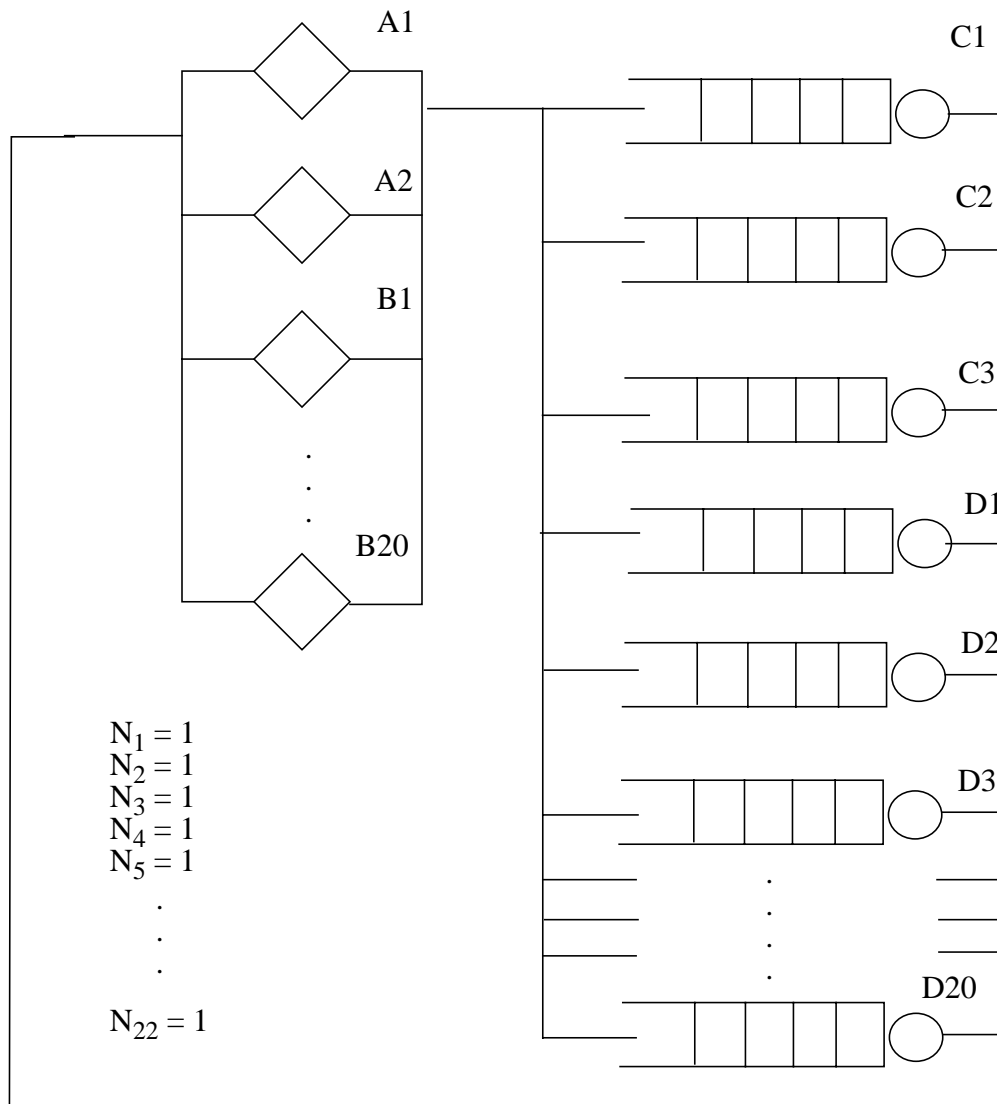 A1
A2
B1
.
.
.
B20
N1 = 1
N2 = 1
N3 = 1
N4 = 1
N5 = 1
.
.
.
N22 = 1
C1
C2
C3
D1
D2
D3
.
.
.
.
D20